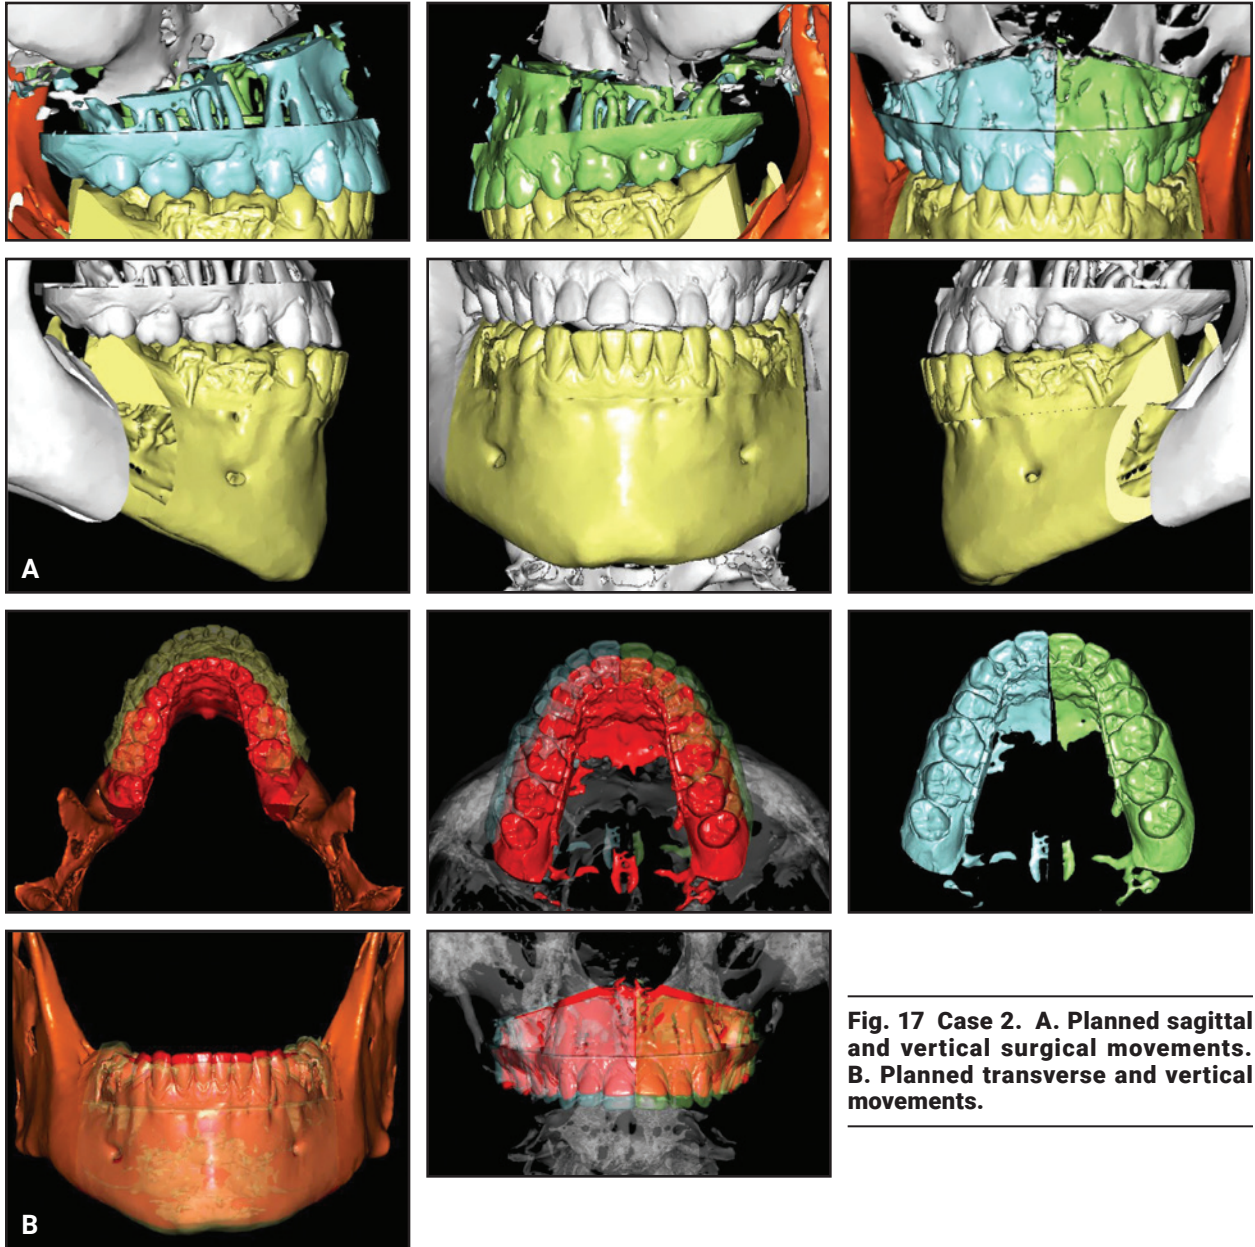 A
B
Fig. 17 Case 2. A. Planned sagittal
and vertical surgical movements.
B. Planned transverse and vertical
movements.